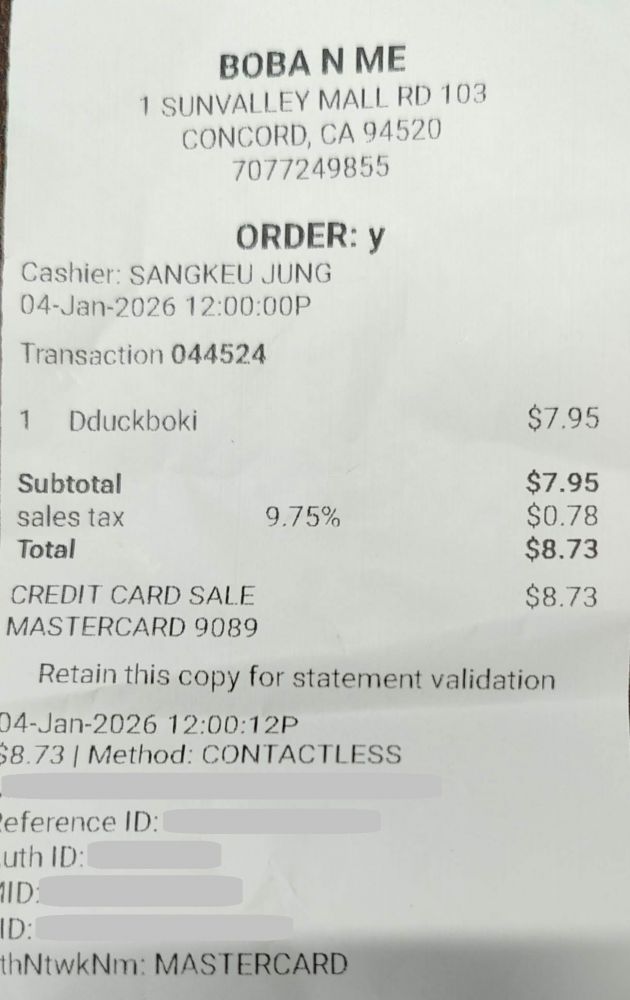 BOBA N ME
1 SUNVALLEY MALL RD 103
CONCORD, CA 94520
7077249855
ORDER: y
Cashier: SANGKEU JUNG
04-Jan-2026 12:00:00P
Transaction 044524
1 Dduckboki $7.95
Subtotal $7.95
sales tax 9.75% $0.78
Total $8.73
CREDIT CARD SALE $8.73
MASTERCARD 9089
Retain this copy for statement validation
04-Jan-2026 12:00:12P
$8.73 | Method: CONTACTLESS
eference ID:
uth ID:
MID:
ID:
thNtwkNm: MASTERCARD